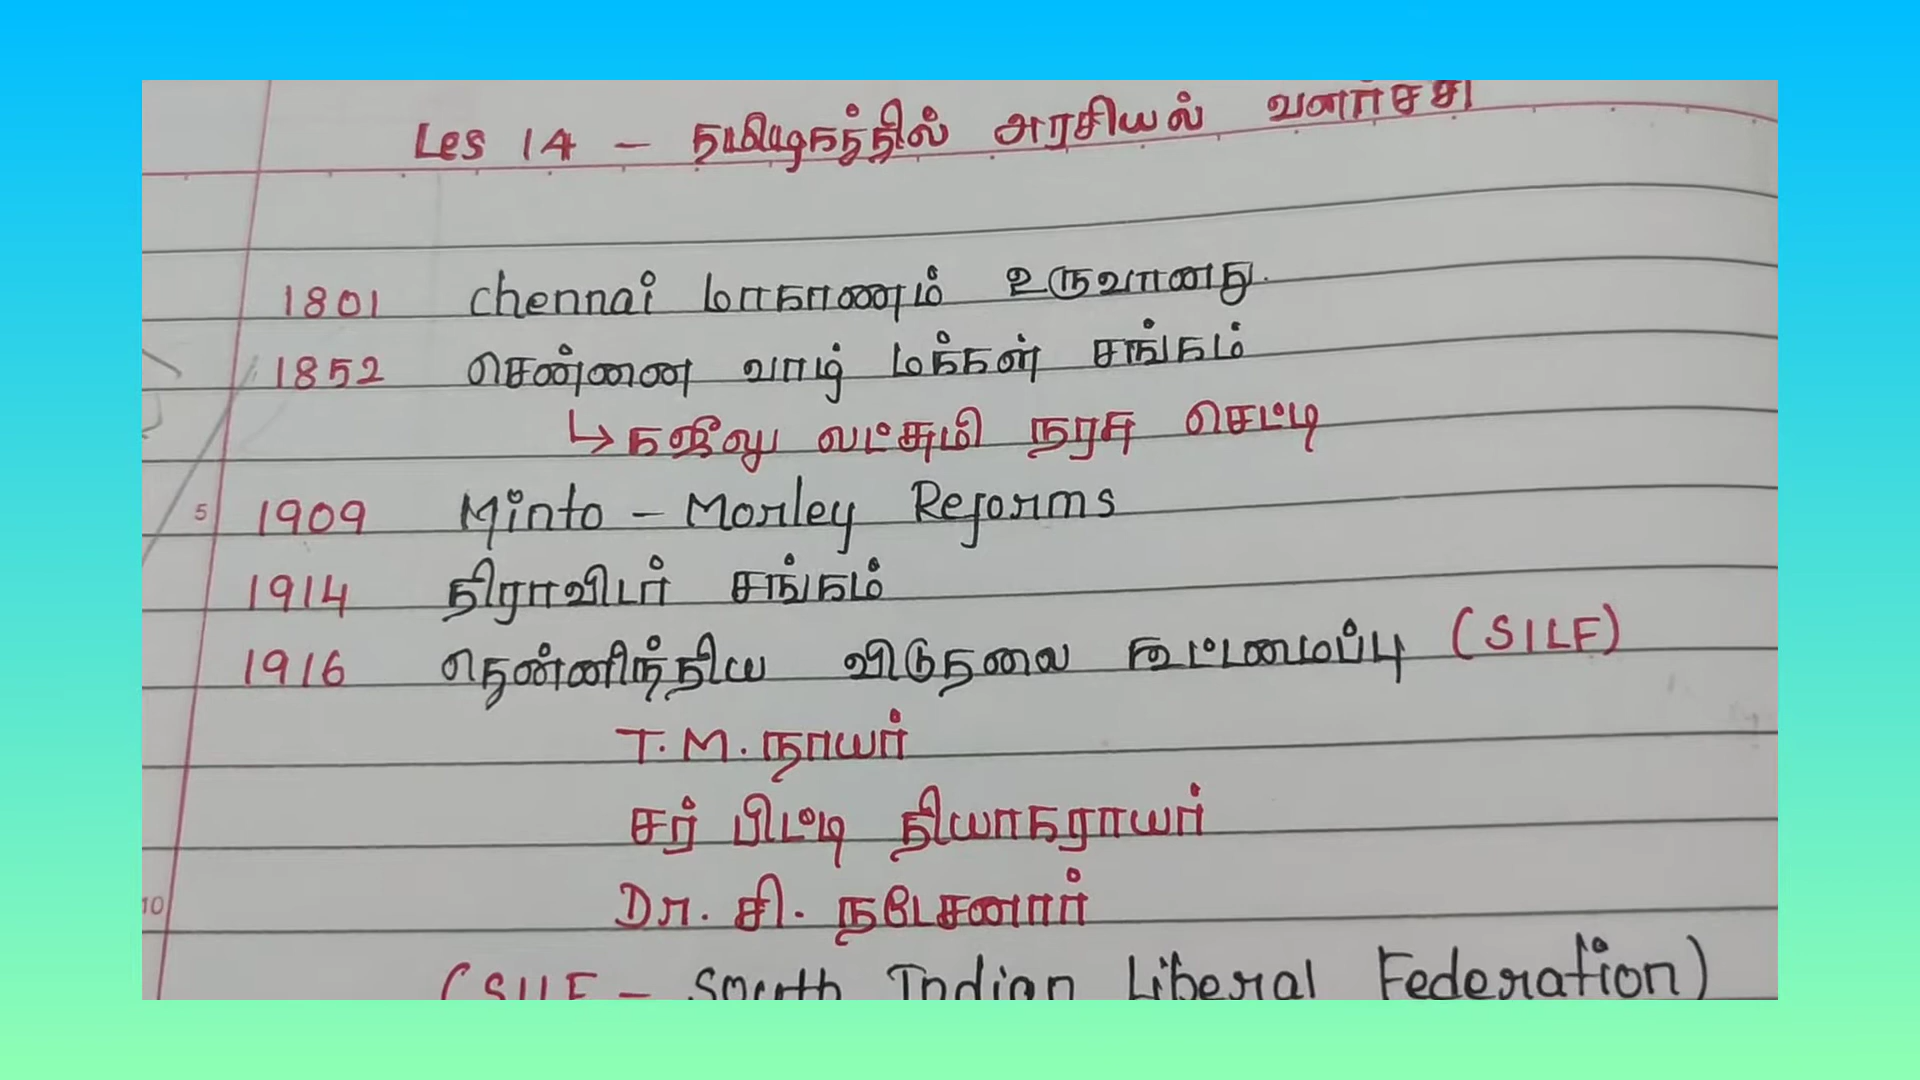 Les 14 – தமிழகத்தில் அரசியல் வளர்ச்சி
1801 Chennai மாகாணம் உருவானது.
1852 சென்னை வாழ் மக்கள் சங்கம்
↳ கஜீலு லட்சுமி நரசு செட்டி
5 1909 Minto – Morley Reforms
1914 திராவிடர் சங்கம்
1916 தென்னிந்திய விடுதலை கூட்டமைப்பு (SILF)
T.M. நாயர்
சர் பிட்டி தியாகராயர்
10 Dr. சி. நடேசனார்
(SILF – South Indian Liberal Federation)